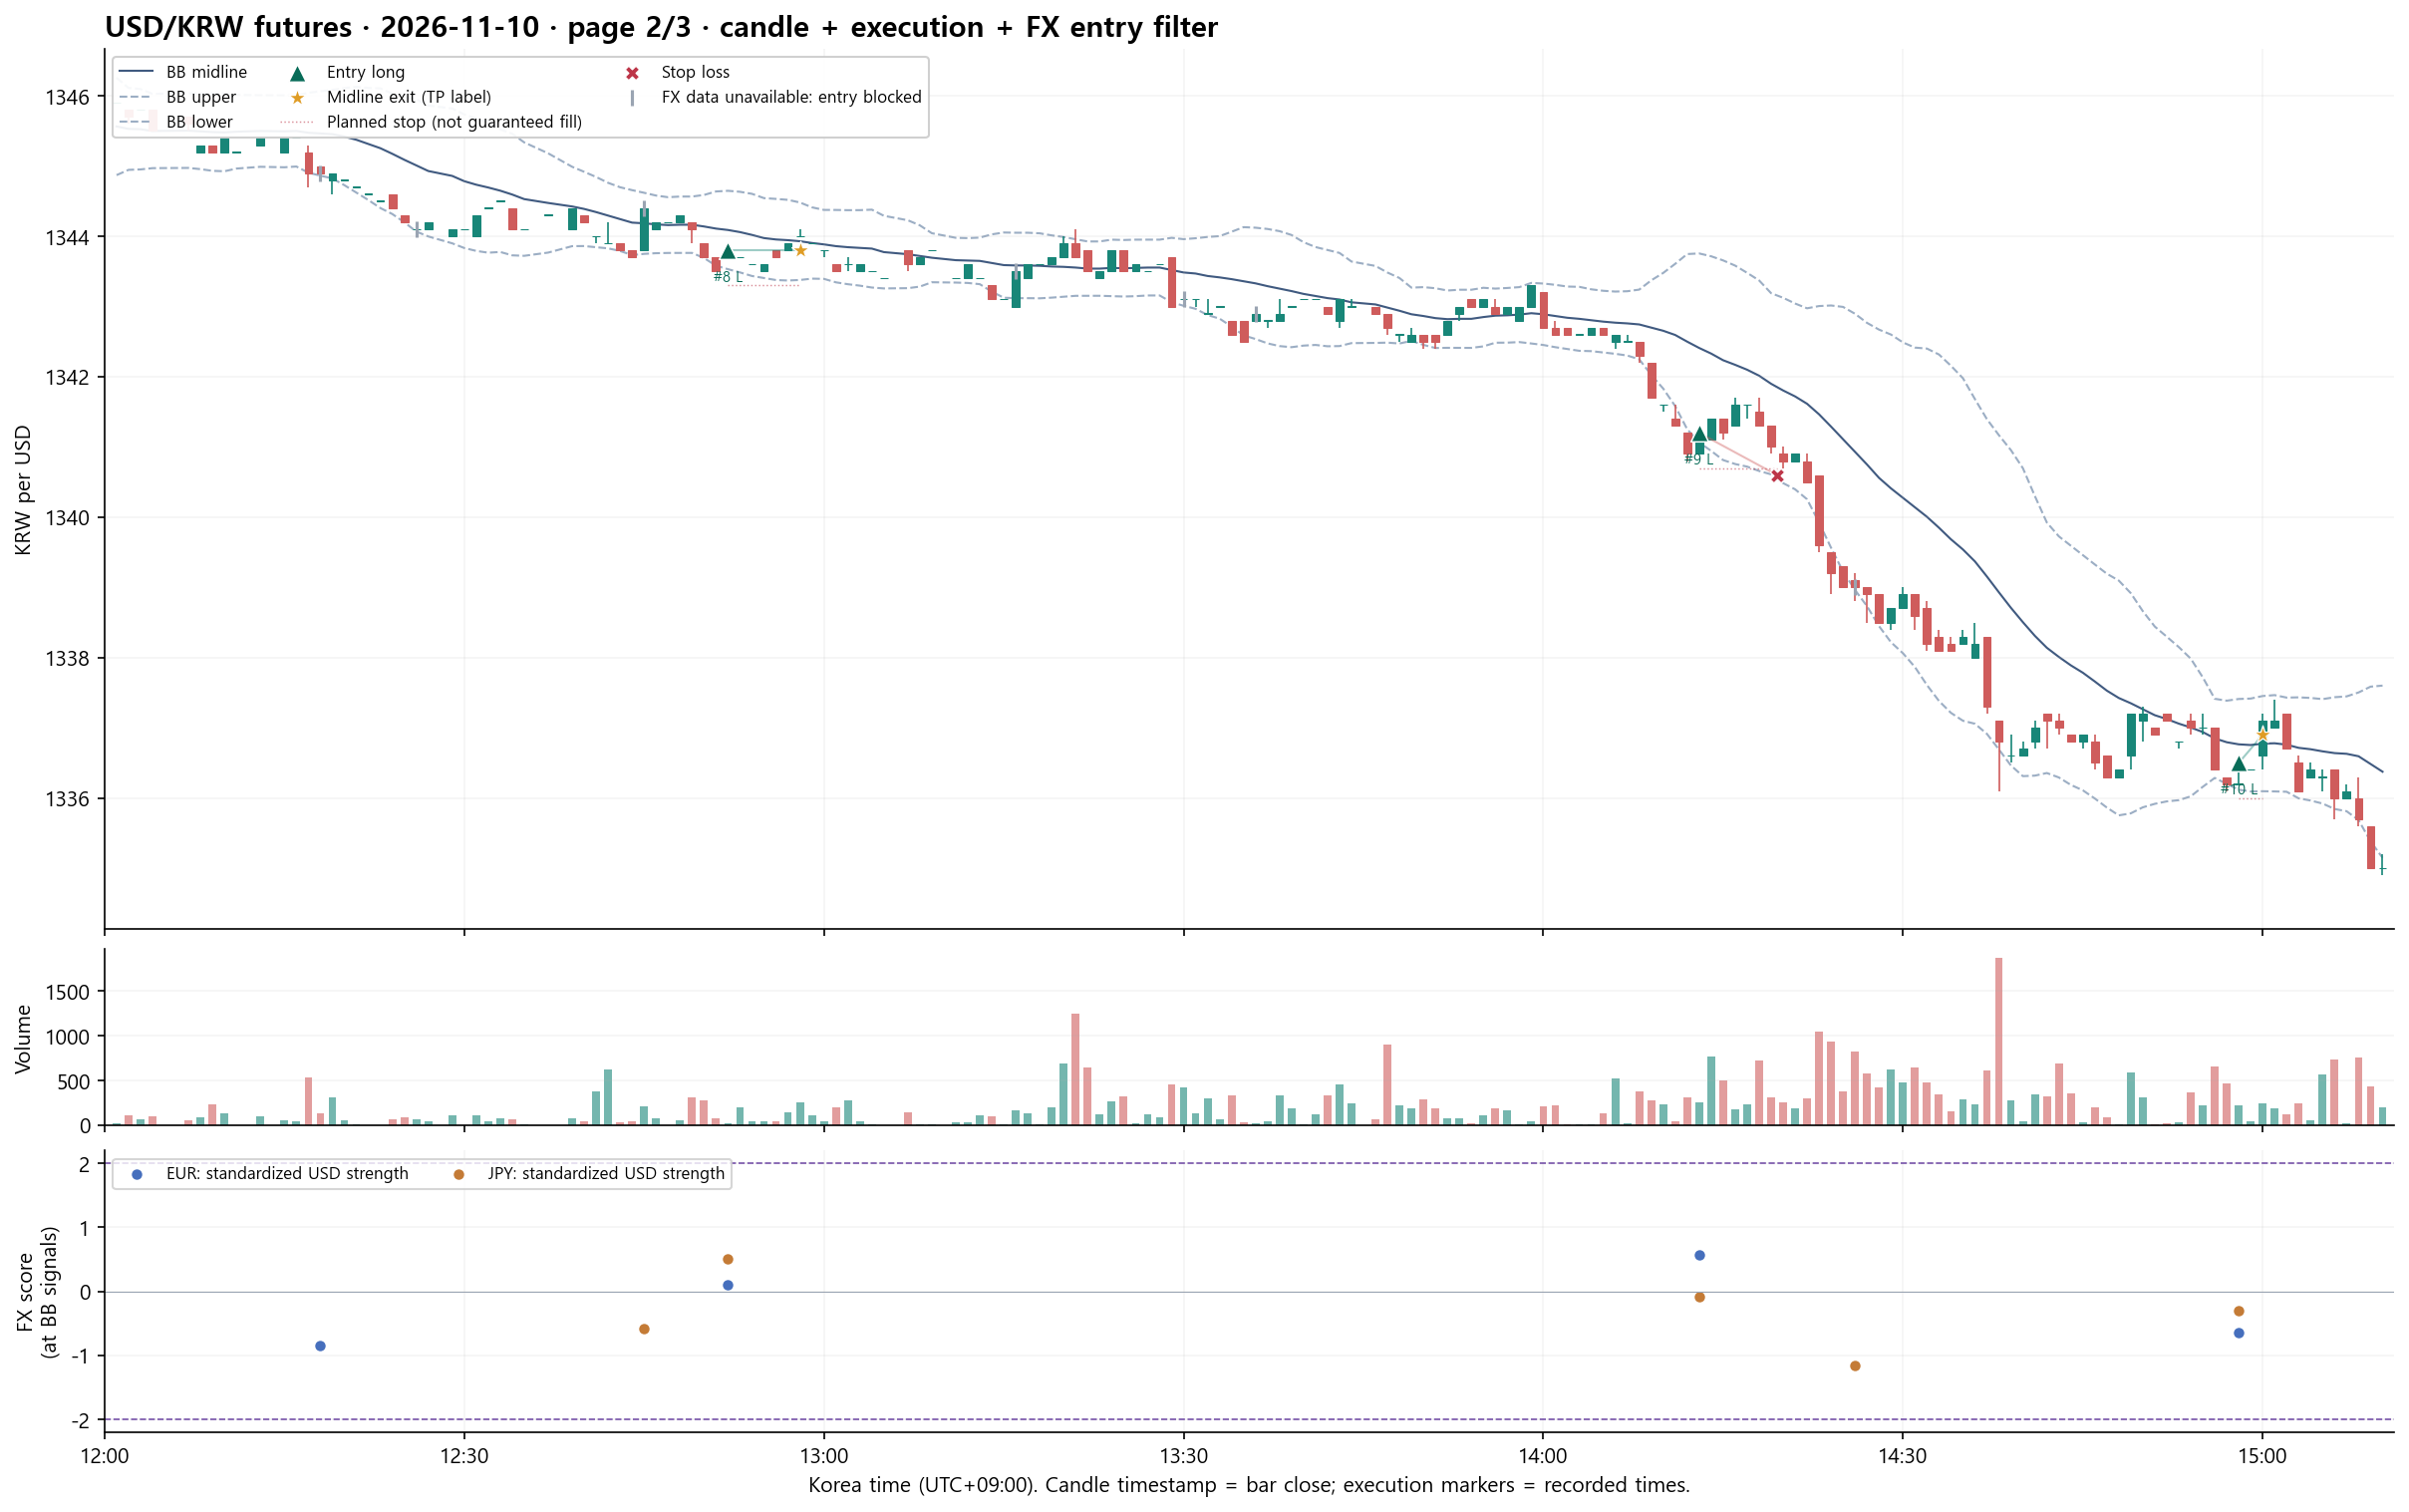 USD/KRW futures · 2026-11-10 · page 2/3 · candle + execution + FX entry filter
BB midline
BB upper
BB lower
Entry long
Midline exit (TP label)
Planned stop (not guaranteed fill)
Stop loss
FX data unavailable: entry blocked
KRW per USD
1346
1344
1342
1340
1338
1336
#8 L
#9 L
#10 L
Volume
1500
1000
500
0
EUR: standardized USD strength
JPY: standardized USD strength
FX score
(at BB signals)
2
1
0
-1
-2
12:00
12:30
13:00
13:30
14:00
14:30
15:00
Korea time (UTC+09:00). Candle timestamp = bar close; execution markers = recorded times.